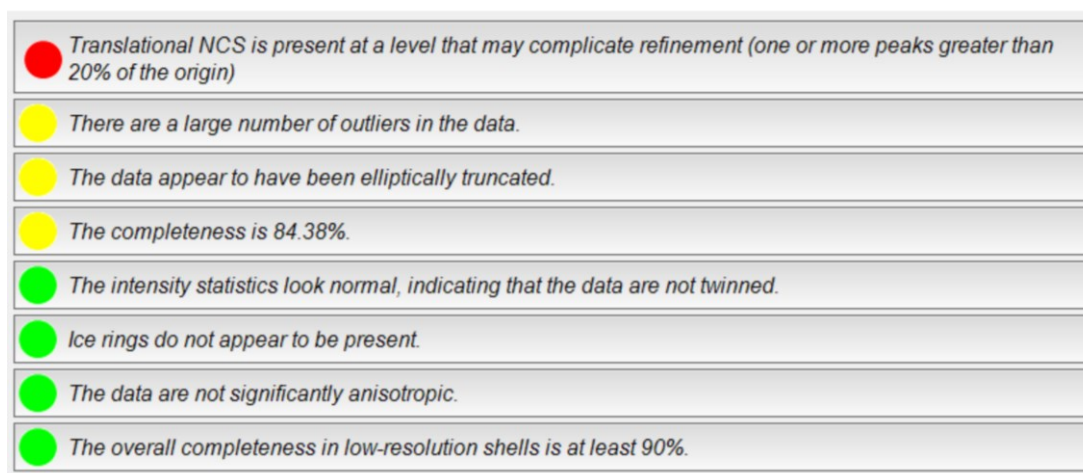 Translational NCS is present at a level that may complicate refinement (one or more peaks greater than
20% of the origin)
There are a large number of outliers in the data.
The data appear to have been elliptically truncated.
The completeness is 84.38%.
The intensity statistics look normal, indicating that the data are not twinned.
Ice rings do not appear to be present.
The data are not significantly anisotropic.
The overall completeness in low-resolution shells is at least 90%.